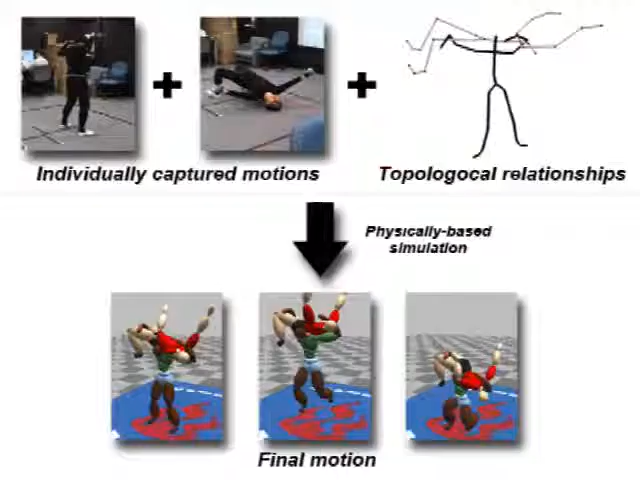 Individually captured motions
Topologocal relationships
Physically-based
simulation
Final motion